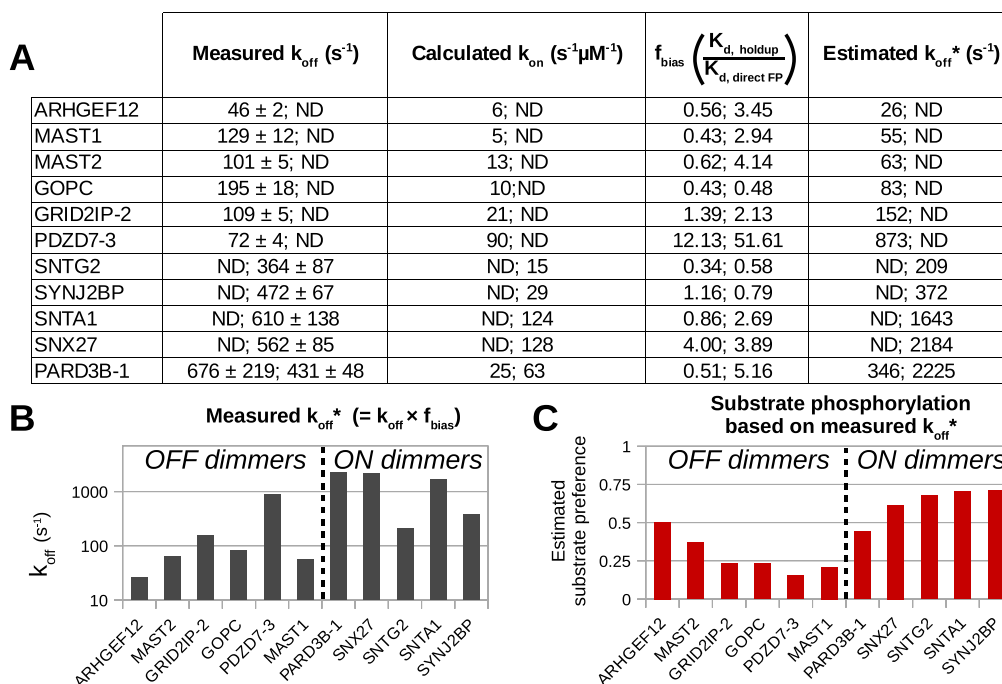 A
Measured koff (s-1) Calculated kon (s-1µM-1) fbias (Kd, holdup / Kd, direct FP) Estimated koff* (s-1)
ARHGEF12 46 ± 2; ND 6; ND 0.56; 3.45 26; ND
MAST1 129 ± 12; ND 5; ND 0.43; 2.94 55; ND
MAST2 101 ± 5; ND 13; ND 0.62; 4.14 63; ND
GOPC 195 ± 18; ND 10;ND 0.43; 0.48 83; ND
GRID2IP-2 109 ± 5; ND 21; ND 1.39; 2.13 152; ND
PDZD7-3 72 ± 4; ND 90; ND 12.13; 51.61 873; ND
SNTG2 ND; 364 ± 87 ND; 15 0.34; 0.58 ND; 209
SYNJ2BP ND; 472 ± 67 ND; 29 1.16; 0.79 ND; 372
SNTA1 ND; 610 ± 138 ND; 124 0.86; 2.69 ND; 1643
SNX27 ND; 562 ± 85 ND; 128 4.00; 3.89 ND; 2184
PARD3B-1 676 ± 219; 431 ± 48 25; 63 0.51; 5.16 346; 2225
B
Measured koff* (= koff × fbias)
OFF dimmers ON dimmers
koff (s-1)
1000
100
10
ARHGEF12 MAST2 GRID2IP-2 GOPC PDZD7-3 MAST1 PARD3B-1 SNX27 SNTG2 SNTA1 SYNJ2BP
C
Substrate phosphorylation
based on measured koff*
OFF dimmers ON dimmers
Estimated
substrate preference
1
0.75
0.5
0.25
0
ARHGEF12 MAST2 GRID2IP-2 GOPC PDZD7-3 MAST1 PARD3B-1 SNX27 SNTG2 SNTA1 SYNJ2BP